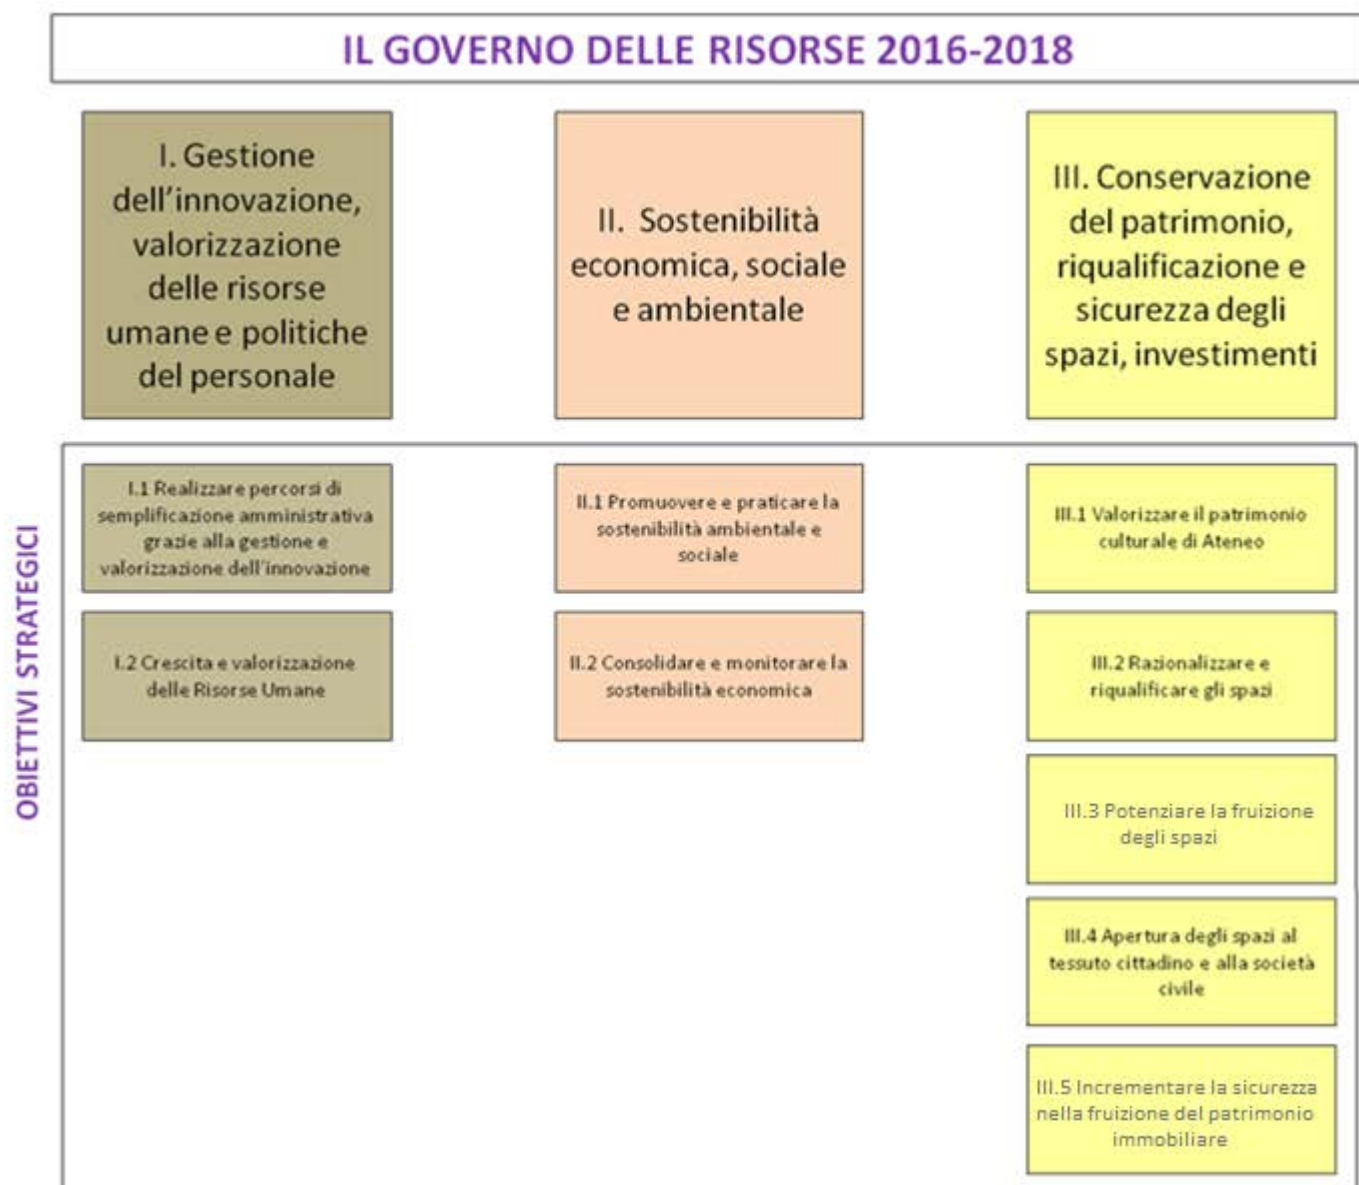 IL GOVERNO DELLE RISORSE 2016-2018
I. Gestione
dell'innovazione,
valorizzazione
delle risorse
umane e politiche
del personale
II. Sostenibilità
economica, sociale
e ambientale
III. Conservazione
del patrimonio,
riqualificazione e
sicurezza degli
spazi, investimenti
OBIETTIVI STRATEGICI
I.1 Realizzare percorsi di
semplificazione amministrativa
grazie alla gestione e
valorizzazione dell'innovazione
I.2 Crescita e valorizzazione
delle Risorse Umane
II.1 Promuovere e praticare la
sostenibilità ambientale e
sociale
II.2 Consolidare e monitorare la
sostenibilità economica
III.1 Valorizzare il patrimonio
culturale di Ateneo
III.2 Razionalizzare e
riqualificare gli spazi
III.3 Potenziare la fruizione
degli spazi
III.4 Apertura degli spazi al
tessuto cittadino e alla società
civile
III.5 Incrementare la sicurezza
nella fruizione del patrimonio
immobiliare